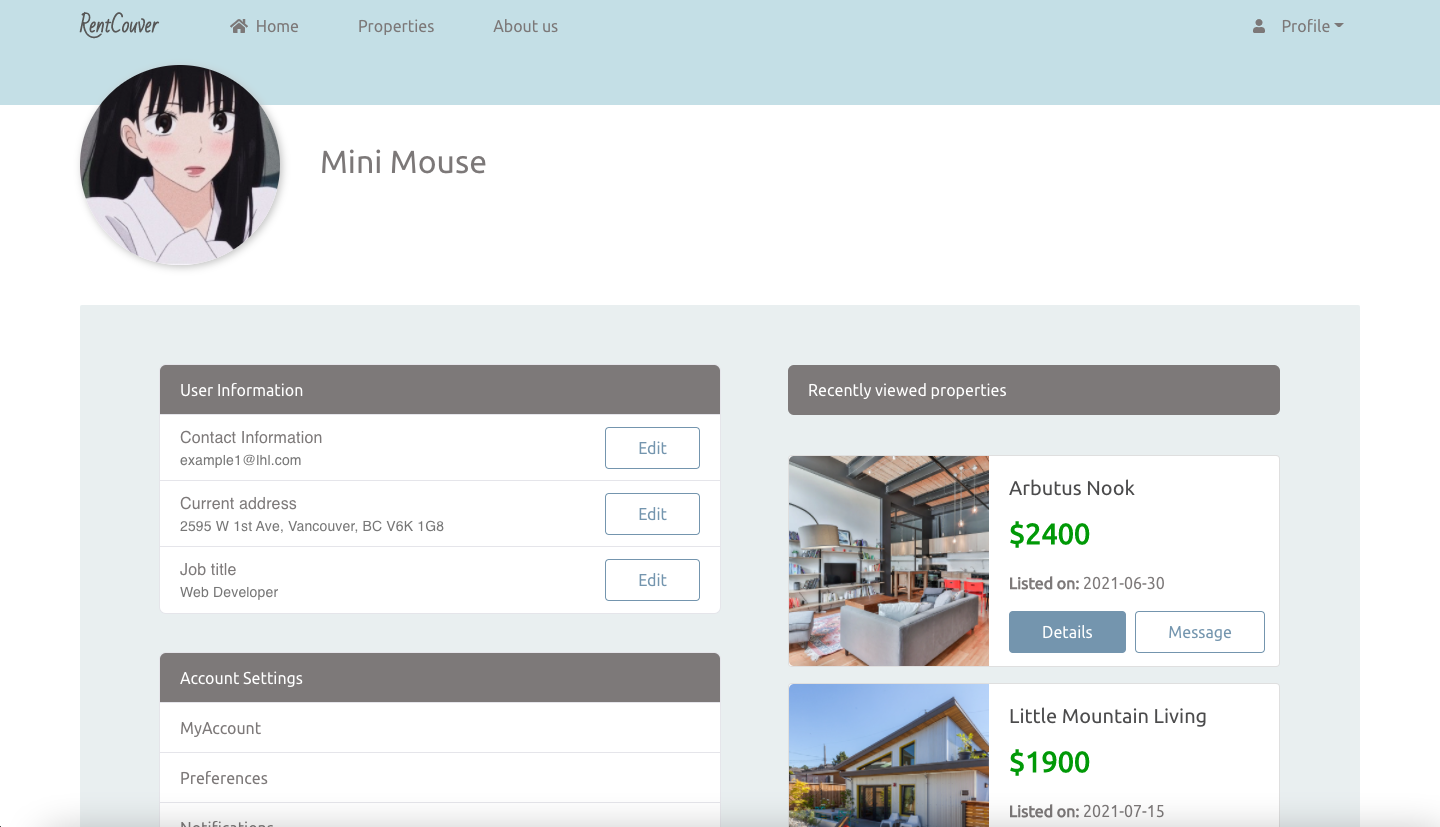 RentCouver
Home
Properties
About us
Profile
Mini Mouse
User Information
Contact Information
example1@lhl.com
Edit
Current address
2595 W 1st Ave, Vancouver, BC V6K 1G8
Edit
Job title
Web Developer
Edit
Account Settings
MyAccount
Preferences
Notifications
Recently viewed properties
Arbutus Nook
$2400
Listed on: 2021-06-30
Details
Message
Little Mountain Living
$1900
Listed on: 2021-07-15